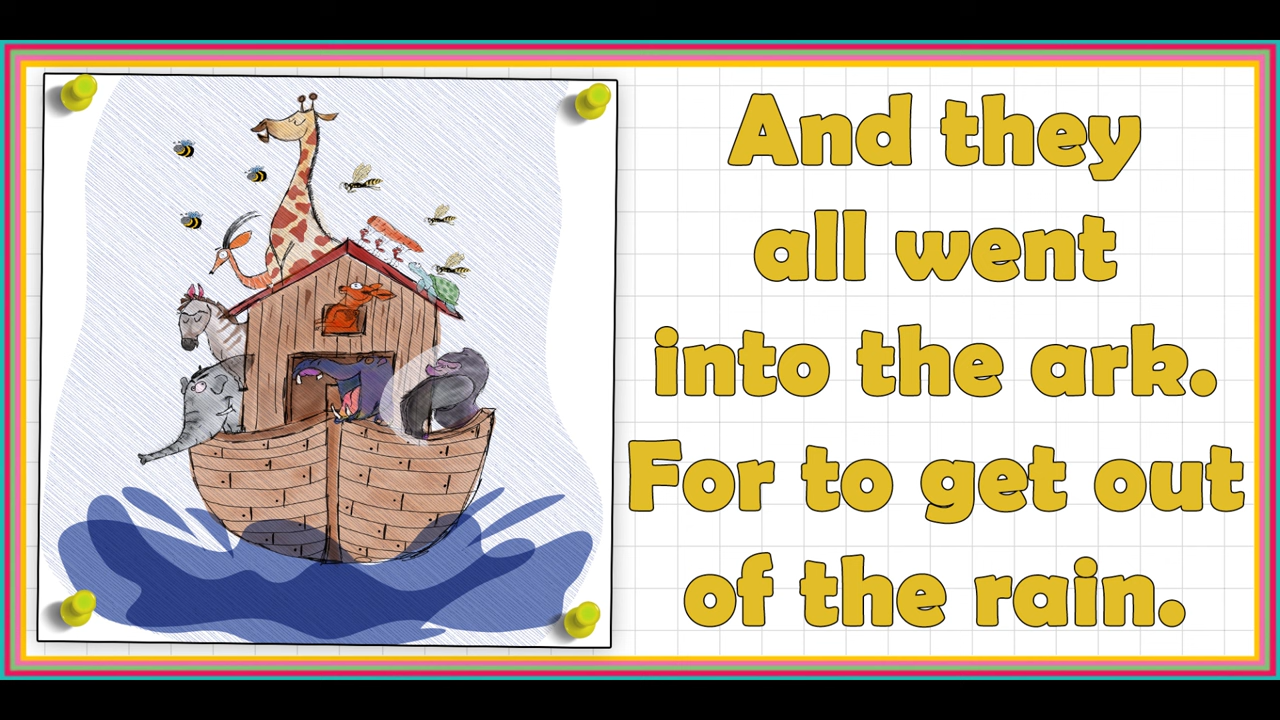 And they
all went
into the ark.
For to get out
of the rain.